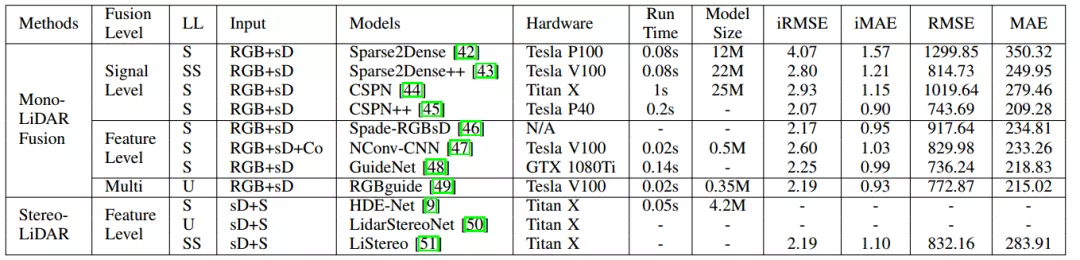 Methods Fusion Level LL Input Models Hardware Run Time Model Size iRMSE iMAE RMSE MAE
Mono-LiDAR Fusion Signal Level S RGB+sD Sparse2Dense [42] Tesla P100 0.08s 12M 4.07 1.57 1299.85 350.32
SS RGB+sD Sparse2Dense++ [43] Tesla V100 0.08s 22M 2.80 1.21 814.73 249.95
S RGB+sD CSPN [44] Titan X 1s 25M 2.93 1.15 1019.64 279.46
S RGB+sD CSPN++ [45] Tesla P40 0.2s - 2.07 0.90 743.69 209.28
Feature Level S RGB+sD Spade-RGBsD [46] N/A - - 2.17 0.95 917.64 234.81
S RGB+sD+Co NConv-CNN [47] Tesla V100 0.02s 0.5M 2.60 1.03 829.98 233.26
S RGB+sD GuideNet [48] GTX 1080Ti 0.14s - 2.25 0.99 736.24 218.83
Multi U RGB+sD RGBguide [49] Tesla V100 0.02s 0.35M 2.19 0.93 772.87 215.02
Stereo-LiDAR Feature Level S sD+S HDE-Net [9] Titan X 0.05s 4.2M - - - -
U sD+S LidarStereoNet [50] Titan X - - - - - -
SS sD+S LiStereo [51] Titan X - - 2.19 1.10 832.16 283.91